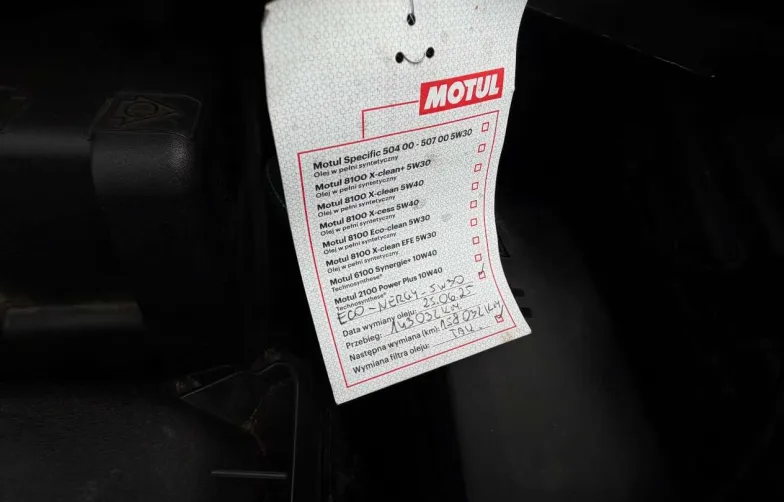 MOTUL
Motul Specific 504 00 - 507 00 5W30
Olej w pełni syntetyczny
Motul 8100 X-clean+ 5W30
Olej w pełni syntetyczny
Motul 8100 X-clean 5W40
Olej w pełni syntetyczny
Motul 8100 X-cess 5W40
Olej w pełni syntetyczny
Motul 8100 Eco-clean 5W30
Olej w pełni syntetyczny
Motul 8100 X-clean EFE 5W30
Olej w pełni syntetyczny
Motul 6100 Synergie+ 10W40
Technosynthese®
Motul 2100 Power Plus 10W40
Technosynthese®
ECO-NERGY-5W30
Data wymiany oleju: 25.06.25
Przebieg: 143032KM
Następna wymiana (km): 158032KM
Wymiana filtra oleju: